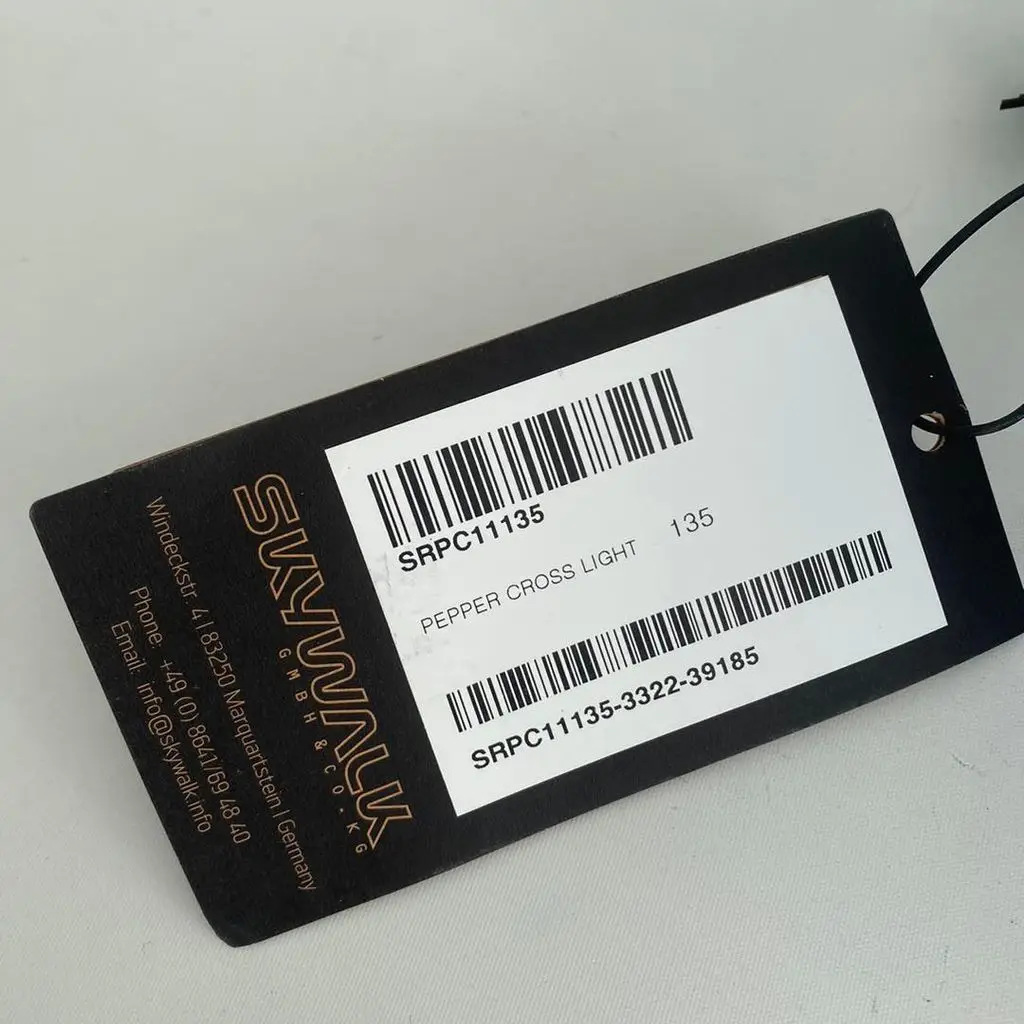 SRPC11135
PEPPER CROSS LIGHT 135
SRPC11135-3322-39185
SKYWALK
GMBH & CO. KG
Windeckstr. 4 | 83250 Marquartstein | Germany
Phone: +49 (0) 8641/69 48 40
Email: info@skywalk.info